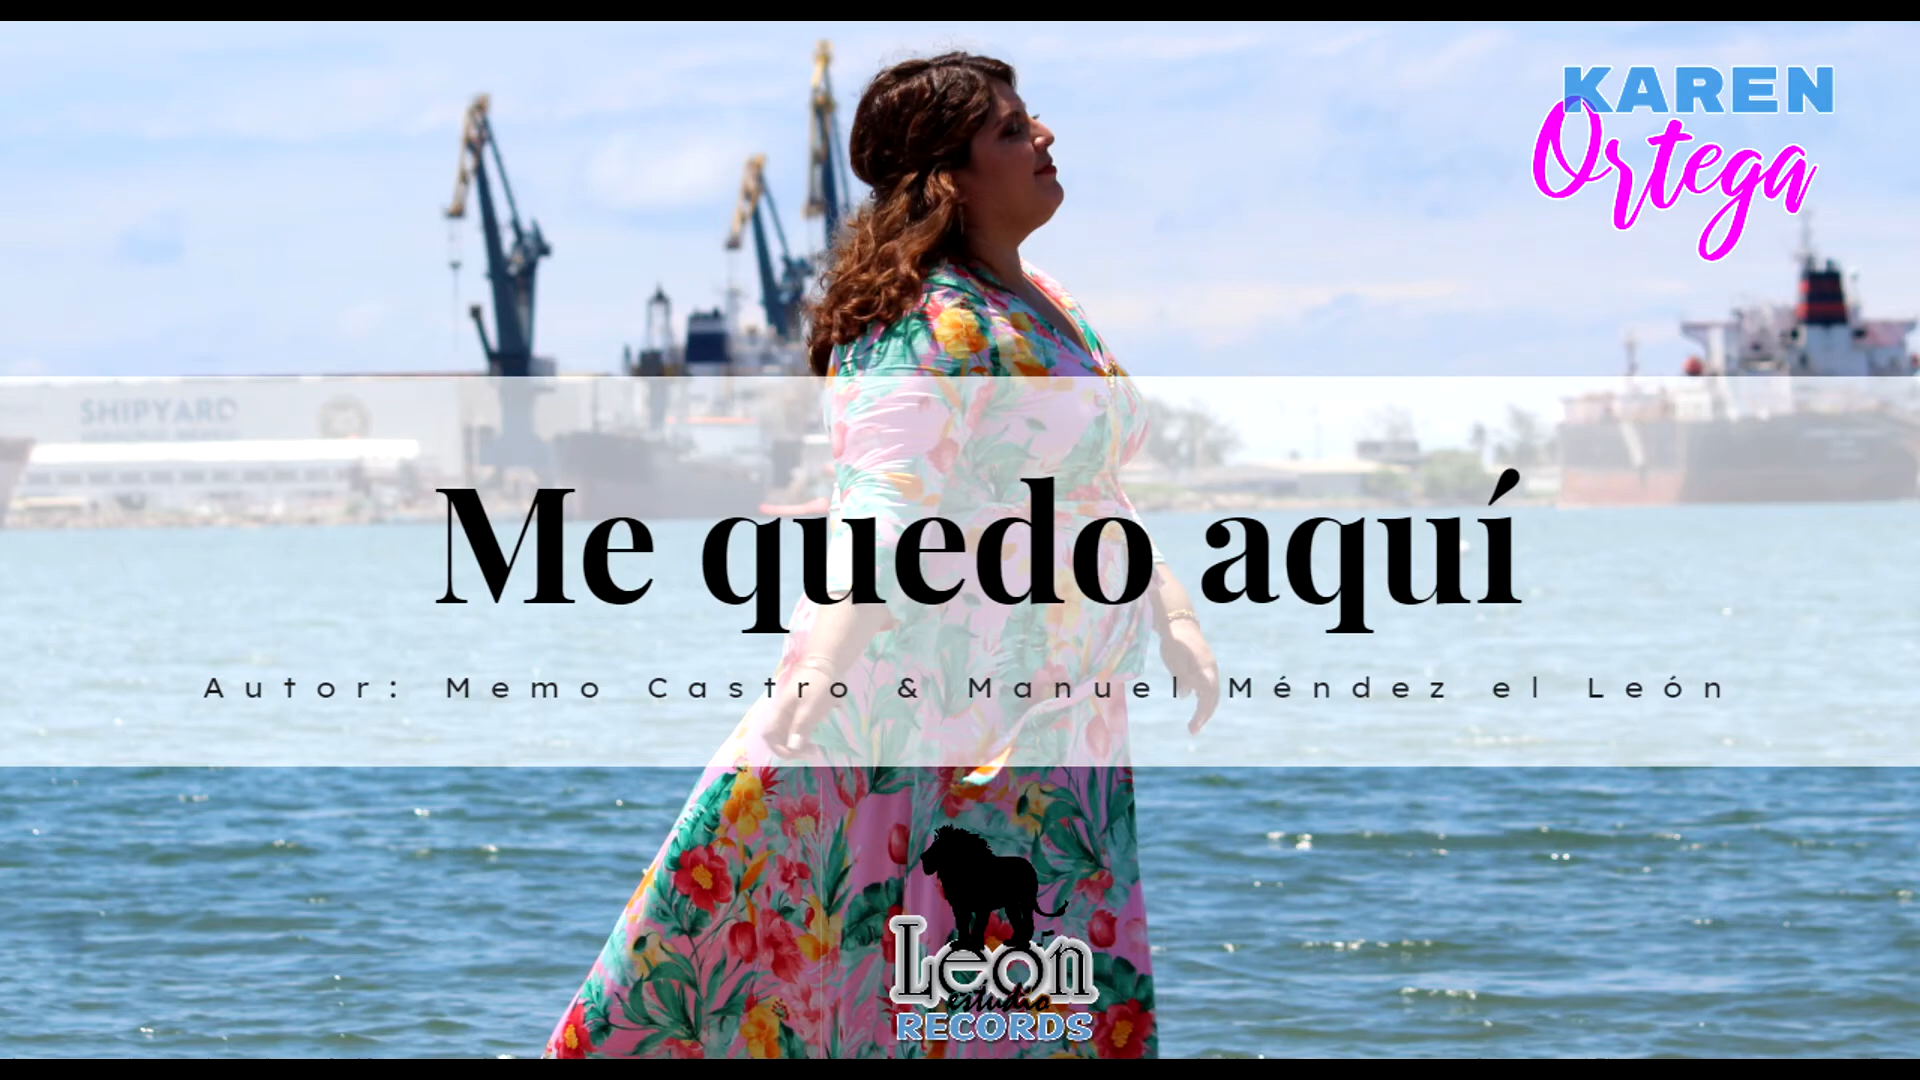 KAREN
Ortega
SHIPYARD
Me quedo aquí
Autor: Memo Castro & Manuel Méndez el León
León
estudio
RECORDS